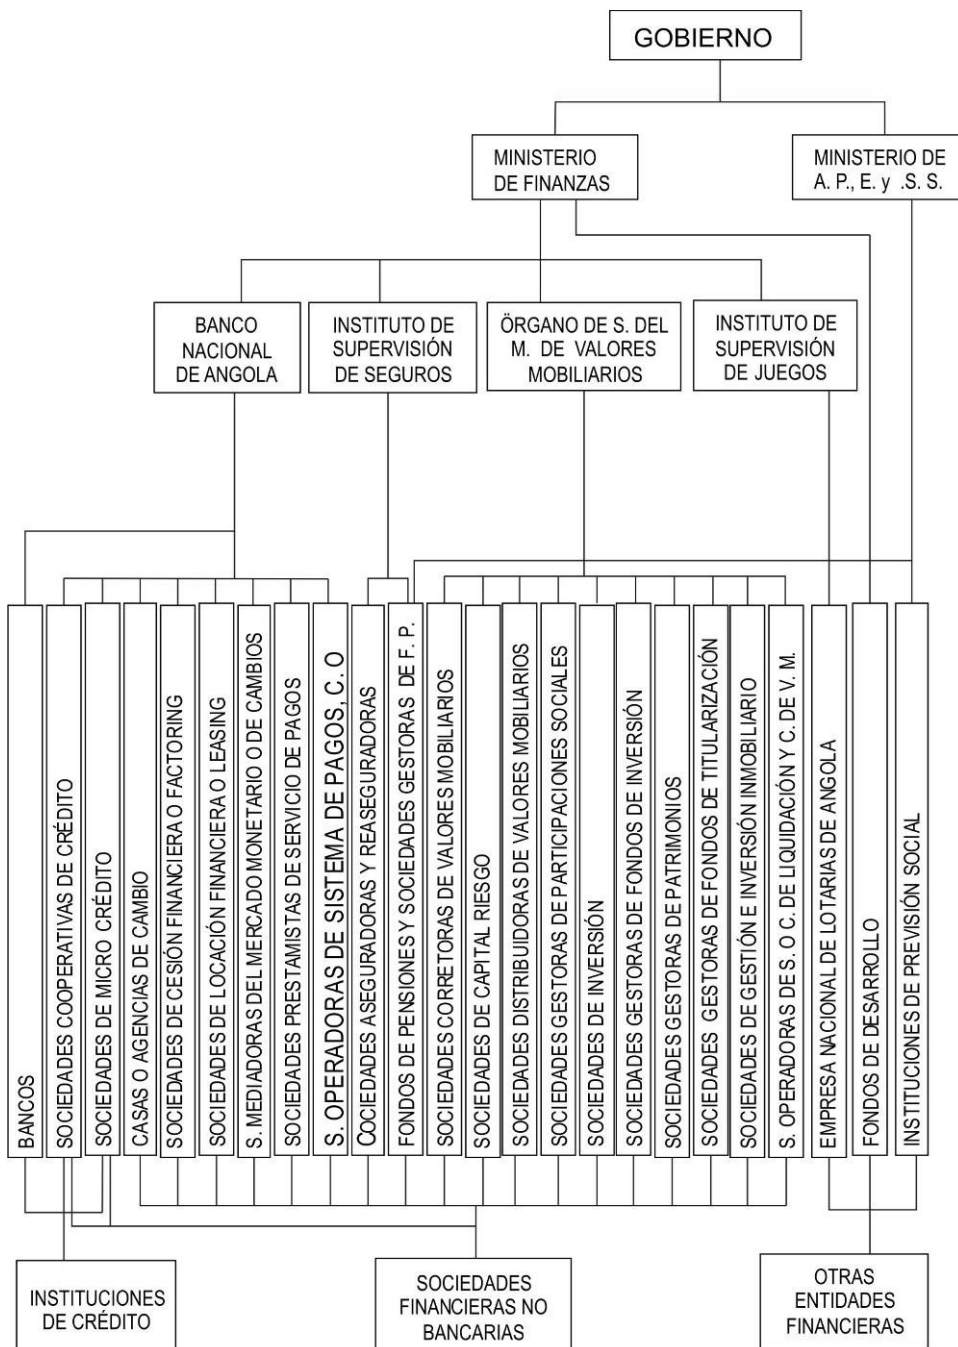 GOBIERNO
MINISTERIO
DE FINANZAS
MINISTERIO DE
A. P., E. y .S. S.
BANCO
NACIONAL
DE ANGOLA
INSTITUTO DE
SUPERVISIÓN
DE SEGUROS
ÖRGANO DE S. DEL
M. DE VALORES
MOBILIARIOS
INSTITUTO DE
SUPERVISIÓN
DE JUEGOS
BANCOS
SOCIEDADES COOPERATIVAS DE CRÉDITO
SOCIEDADES DE MICRO CRÉDITO
CASAS O AGENCIAS DE CAMBIO
SOCIEDADES DE CESIÓN FINANCIERA O FACTORING
SOCIEDADES DE LOCACIÓN FINANCIERA O LEASING
S. MEDIADORAS DEL MERCADO MONETARIO O DE CAMBIOS
SOCIEDADES PRESTAMISTAS DE SERVICIO DE PAGOS
S. OPERADORAS DE SISTEMA DE PAGOS, C. O
COCIEDADES ASEGURADORAS Y REASEGURADORAS
FONDOS DE PENSIONES Y SOCIEDADES GESTORAS DE F. P.
SOCIEDADES CORRETORAS DE VALORES MOBILIARIOS
SOCIEDADES DE CAPITAL RIESGO
SOCIEDADES DISTRIBUIDORAS DE VALORES MOBILIARIOS
SOCIEDADES GESTORAS DE PARTICIPACIONES SOCIALES
SOCIEDADES DE INVERSIÓN
SOCIEDADES GESTORAS DE FONDOS DE INVERSIÓN
SOCIEDADES GESTORAS DE PATRIMONIOS
SOCIEDADES GESTORAS DE FONDOS DE TITULARIZACIÓN
SOCIEDADES DE GESTIÓN E INVERSIÓN INMOBILIARIO
S. OPERADORAS DE S. O C. DE LIQUIDACIÓN Y C. DE V. M.
EMPRESA NACIONAL DE LOTARIAS DE ANGOLA
FONDOS DE DESARROLLO
INSTITUCIONES DE PREVISIÓN SOCIAL
INSTITUCIONES
DE CRÉDITO
SOCIEDADES
FINANCIERAS NO
BANCARIAS
OTRAS
ENTIDADES
FINANCIERAS